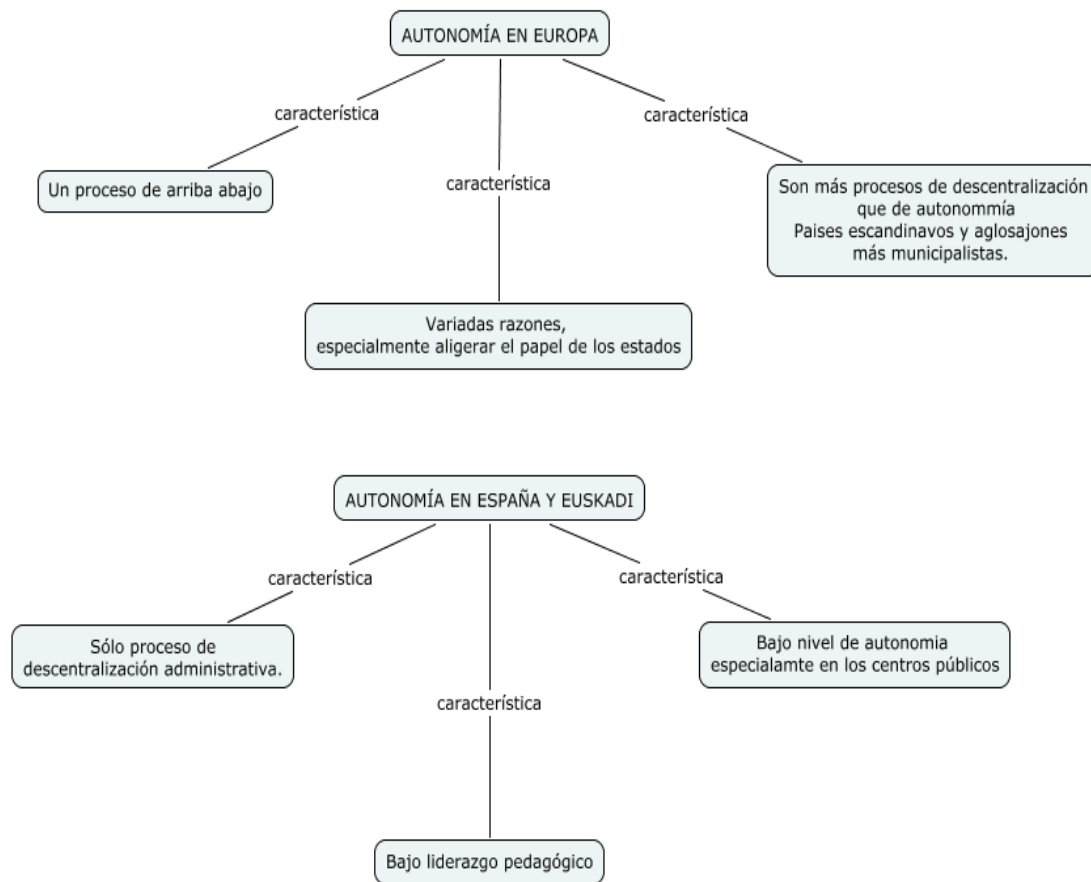 AUTONOMÍA EN EUROPA
característica
característica
característica
Un proceso de arriba abajo
Variadas razones,
especialmente aligerar el papel de los estados
Son más procesos de descentralización
que de autonommía
Paises escandinavos y aglosajones
más municipalistas.
AUTONOMÍA EN ESPAÑA Y EUSKADI
característica
característica
característica
Sólo proceso de
descentralización administrativa.
Bajo liderazgo pedagógico
Bajo nivel de autonomia
especialamte en los centros públicos